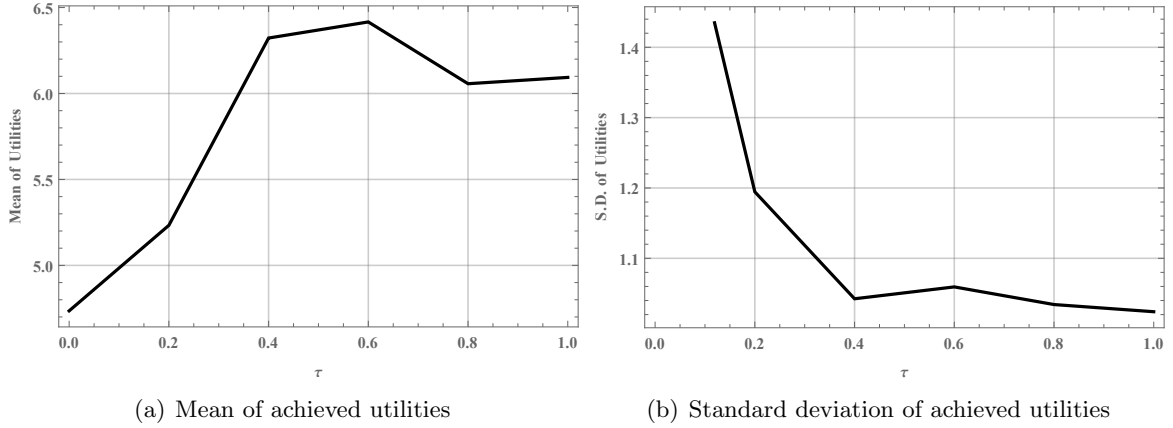 Mean of Utilities
6.5
6.0
5.5
5.0
0.0 0.2 0.4 0.6 0.8 1.0
τ
(a) Mean of achieved utilities
S.D. of Utilities
1.4
1.3
1.2
1.1
0.0 0.2 0.4 0.6 0.8 1.0
τ
(b) Standard deviation of achieved utilities